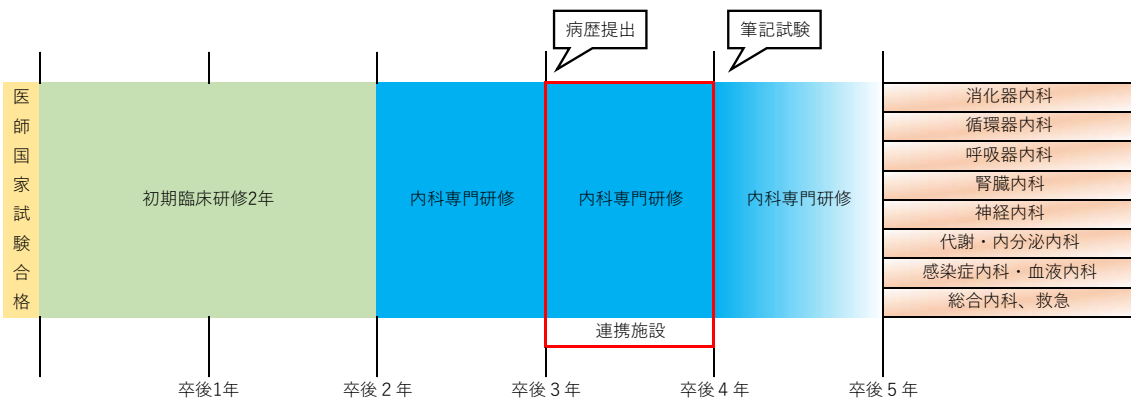 病歴提出
筆記試験
医師国家試験合格
初期臨床研修2年
内科専門研修
内科専門研修
内科専門研修
消化器内科
循環器内科
呼吸器内科
腎臓内科
神経内科
代謝・内分泌内科
感染症内科・血液内科
総合内科、救急
連携施設
卒後1年
卒後２年
卒後３年
卒後４年
卒後５年